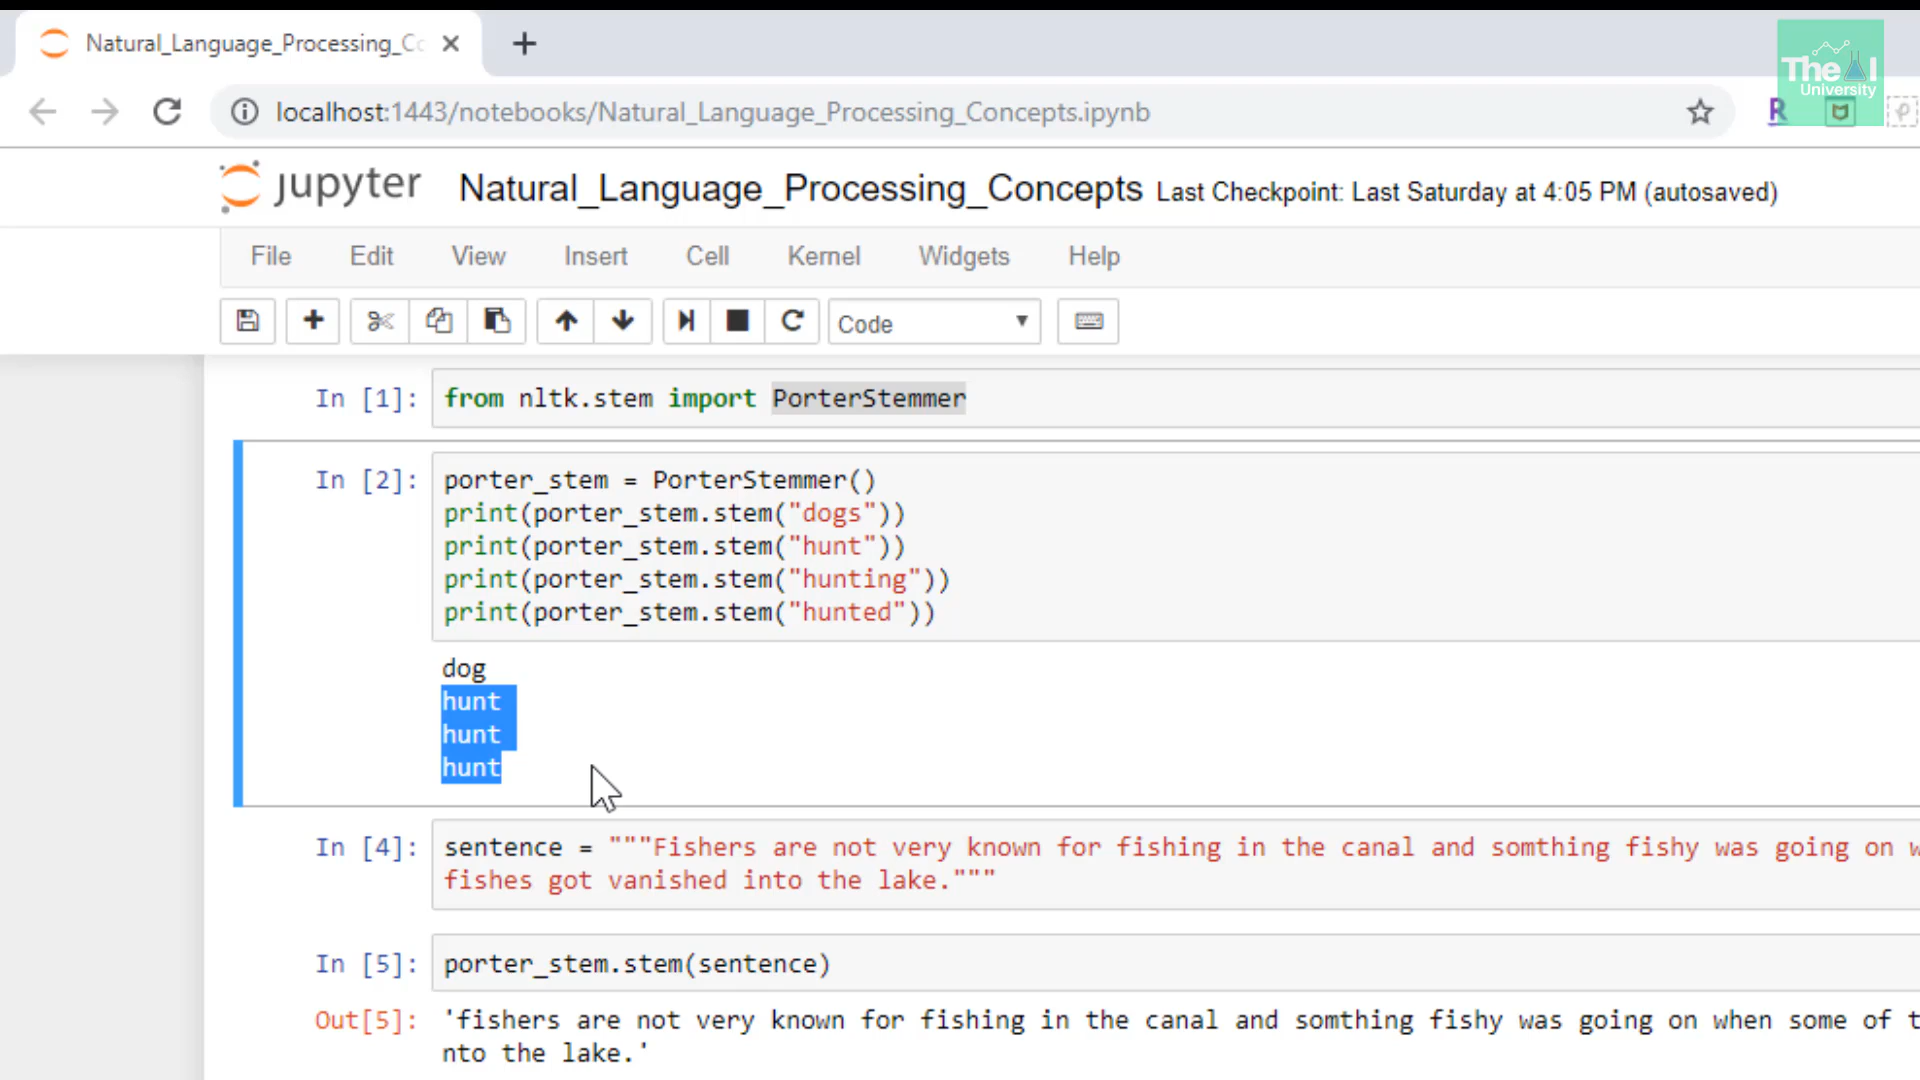 Natural_Language_Processing_Co
The AI
University
localhost:1443/notebooks/Natural_Language_Processing_Concepts.ipynb
R
jupyter Natural_Language_Processing_Concepts Last Checkpoint: Last Saturday at 4:05 PM (autosaved)
File Edit View Insert Cell Kernel Widgets Help
Code
In [1]: from nltk.stem import PorterStemmer
In [2]: porter_stem = PorterStemmer()
print(porter_stem.stem("dogs"))
print(porter_stem.stem("hunt"))
print(porter_stem.stem("hunting"))
print(porter_stem.stem("hunted"))
dog
hunt
hunt
hunt
In [4]: sentence = """Fishers are not very known for fishing in the canal and somthing fishy was going on w
fishes got vanished into the lake."""
In [5]: porter_stem.stem(sentence)
Out[5]: 'fishers are not very known for fishing in the canal and somthing fishy was going on when some of t
nto the lake.'